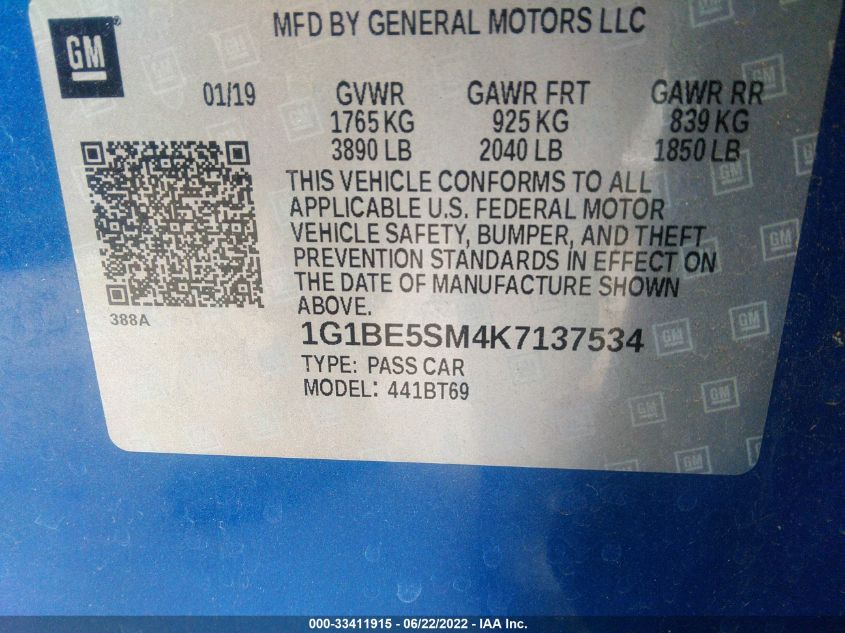 GM
MFD BY GENERAL MOTORS LLC
01/19 GVWR GAWR FRT GAWR RR
1765 KG 925 KG 839 KG
3890 LB 2040 LB 1850 LB
THIS VEHICLE CONFORMS TO ALL
APPLICABLE U.S. FEDERAL MOTOR
VEHICLE SAFETY, BUMPER, AND THEFT
PREVENTION STANDARDS IN EFFECT ON
THE DATE OF MANUFACTURE SHOWN
ABOVE.
388A
1G1BE5SM4K7137534
TYPE: PASS CAR
MODEL: 441BT69
000-33411915 - 06/22/2022 - IAA Inc.